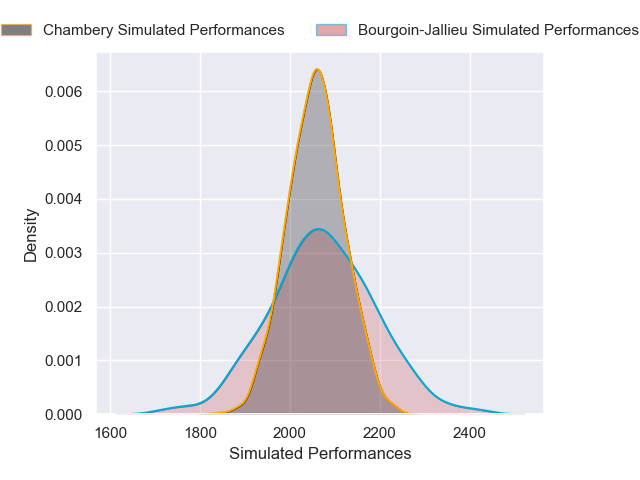 Chambery Simulated Performances Bourgoin-Jallieu Simulated Performances
0.006
0.005
0.004
Density
0.003
0.002
0.001
0.000
1600 1800 2000 2200 2400
Simulated Performances